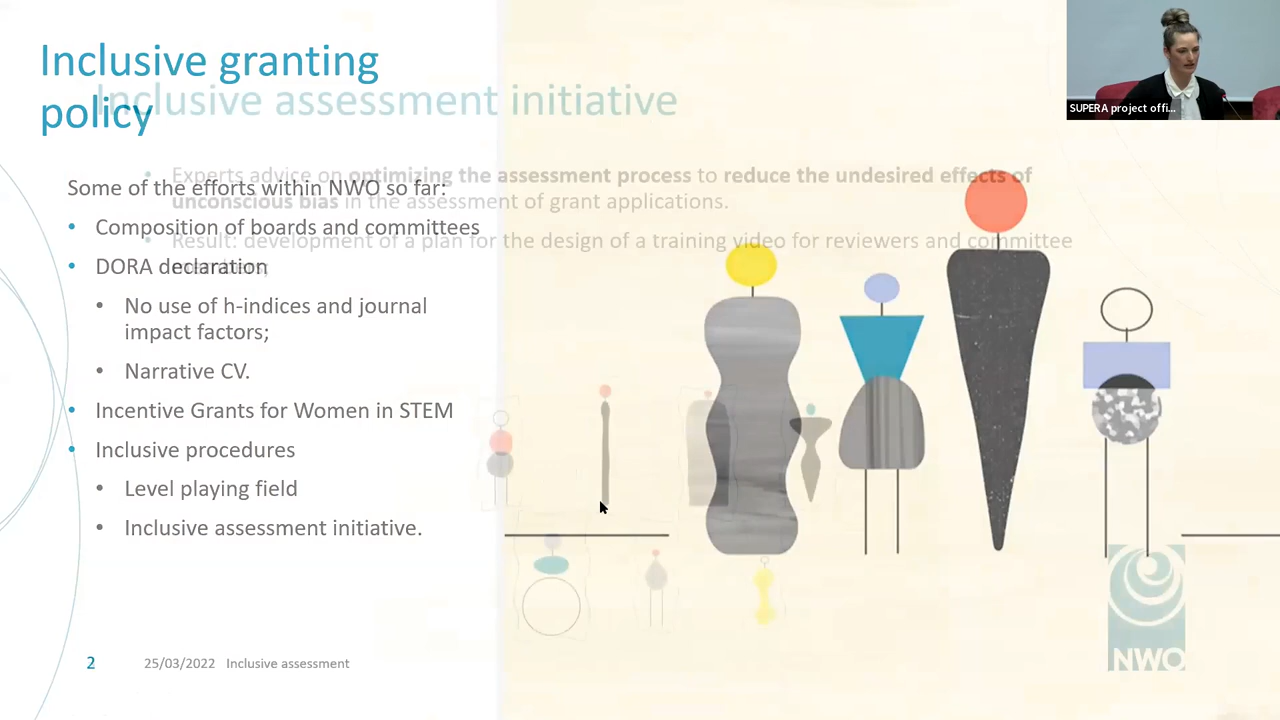 Inclusive granting
policy
Inclusive assessment initiative
SUPERA project offi...
Experts advice on optimizing the assessment process to reduce the undesired effects of
unconscious bias in the assessment of grant applications.
Result: development of a plan for the design of a training video for reviewers and committee
Some of the efforts within NWO so far:
• Composition of boards and committees
• DORA declaration
• No use of h-indices and journal
impact factors;
• Narrative CV.
• Incentive Grants for Women in STEM
• Inclusive procedures
• Level playing field
• Inclusive assessment initiative.
2 25/03/2022 Inclusive assessment
NWO